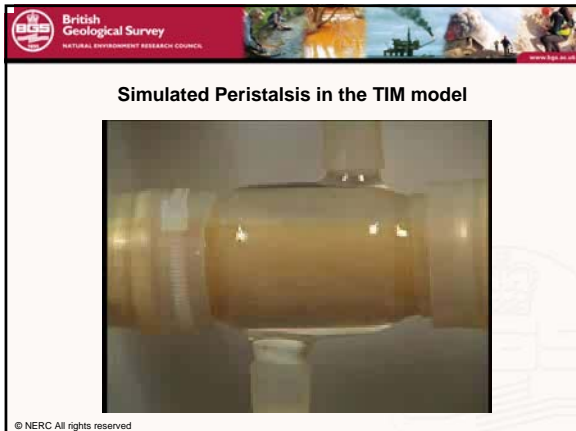 British
Geological Survey
NATURAL ENVIRONMENT RESEARCH COUNCIL
BGS
www.bgs.ac.uk
Simulated Peristalsis in the TIM model
© NERC All rights reserved